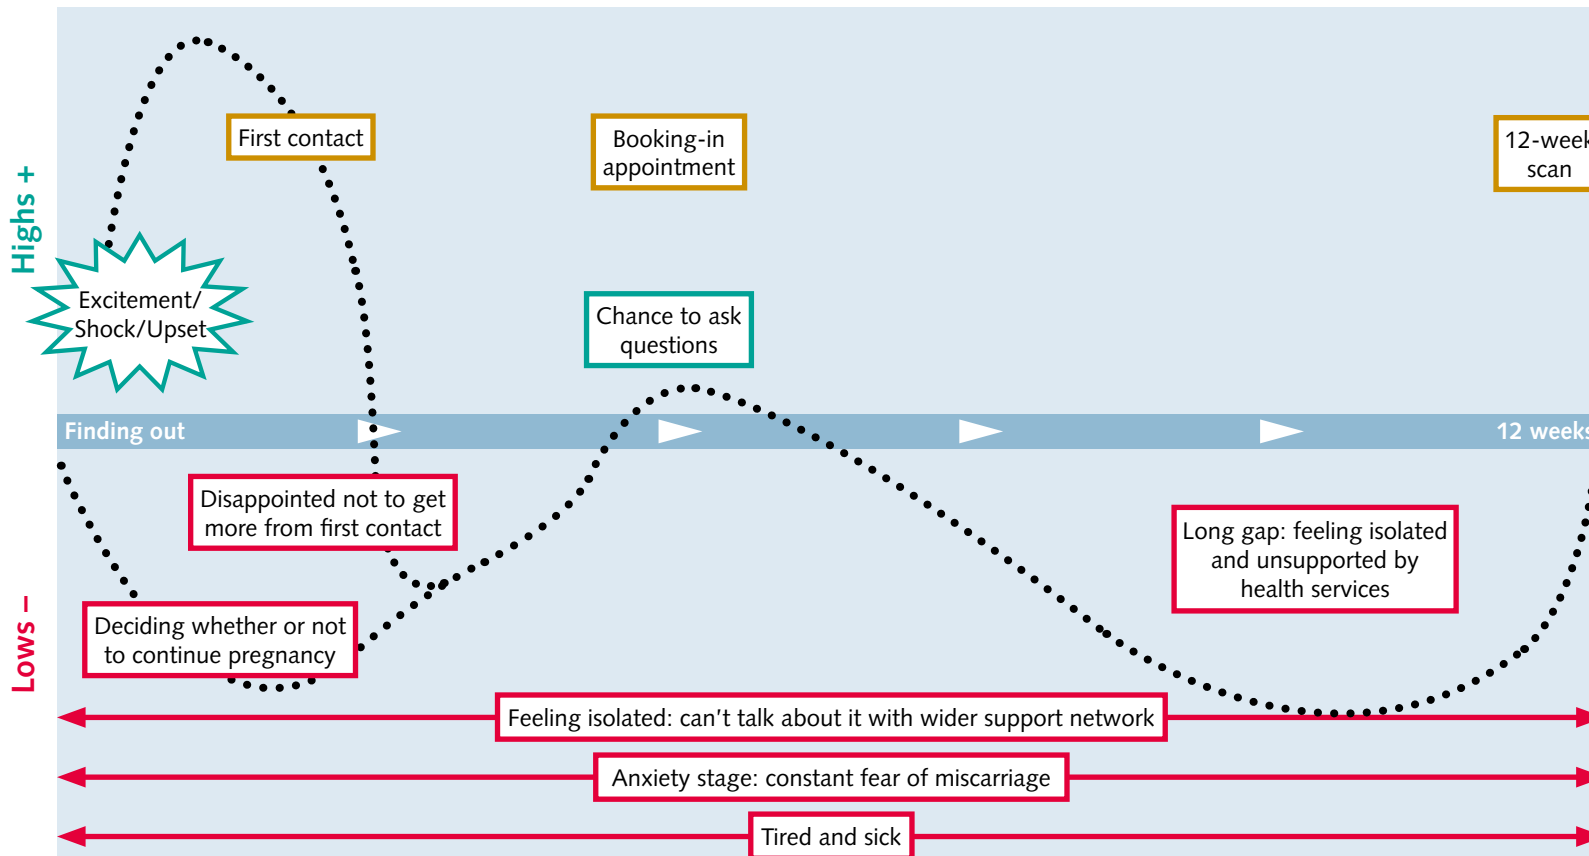 Highs +
Lows –
First contact
Booking-in
appointment
12-week
scan
Excitement/
Shock/Upset
Chance to ask
questions
Finding out
12 weeks
Disappointed not to get
more from first contact
Long gap: feeling isolated
and unsupported by
health services
Deciding whether or not
to continue pregnancy
Feeling isolated: can’t talk about it with wider support network
Anxiety stage: constant fear of miscarriage
Tired and sick